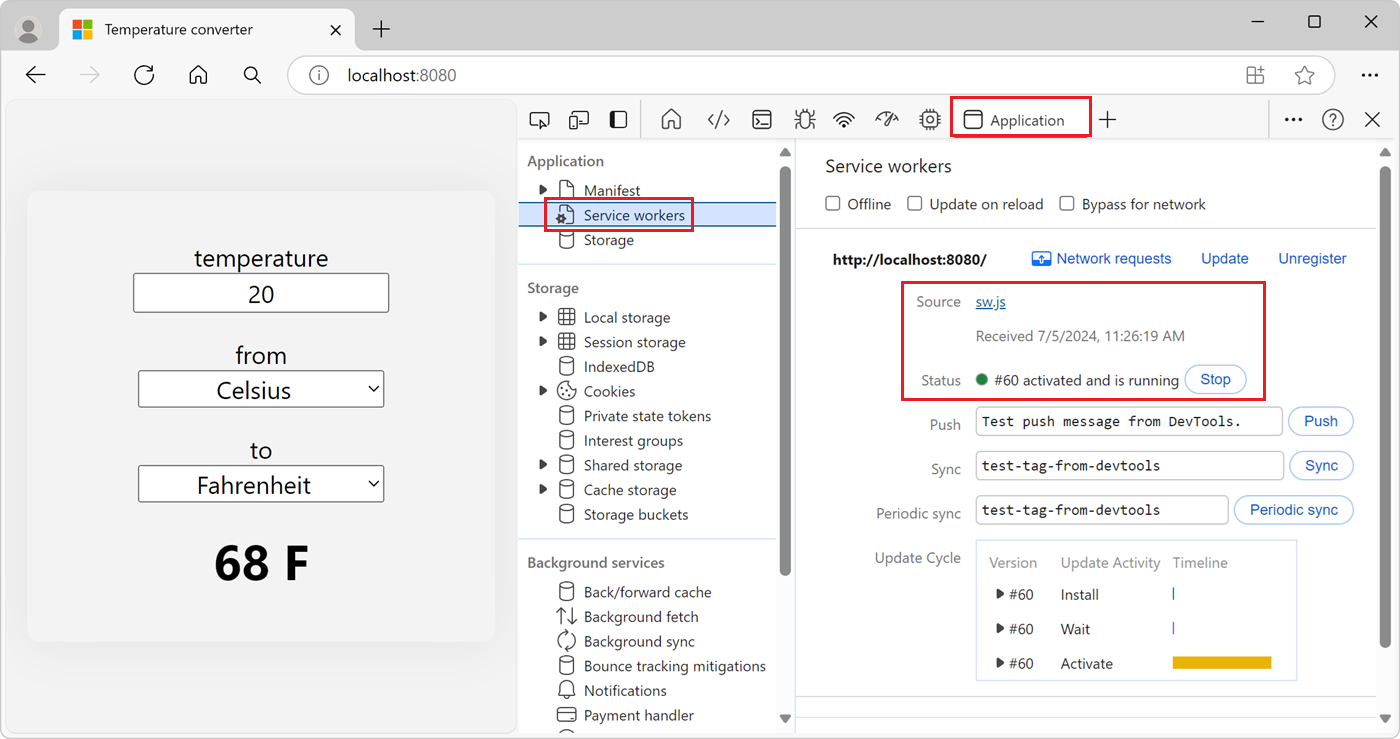 Temperature converter
localhost:8080
temperature
20
from
Celsius
to
Fahrenheit
68 F
Application
Application
Manifest
Service workers
Storage
Storage
Local storage
Session storage
IndexedDB
Cookies
Private state tokens
Interest groups
Shared storage
Cache storage
Storage buckets
Background services
Back/forward cache
Background fetch
Background sync
Bounce tracking mitigations
Notifications
Payment handler
Service workers
Offline Update on reload Bypass for network
http://localhost:8080/ Network requests Update Unregister
Source sw.js
Received 7/5/2024, 11:26:19 AM
Status #60 activated and is running Stop
Push Test push message from DevTools. Push
Sync test-tag-from-devtools Sync
Periodic sync test-tag-from-devtools Periodic sync
Update Cycle Version Update Activity Timeline
#60 Install
#60 Wait
#60 Activate